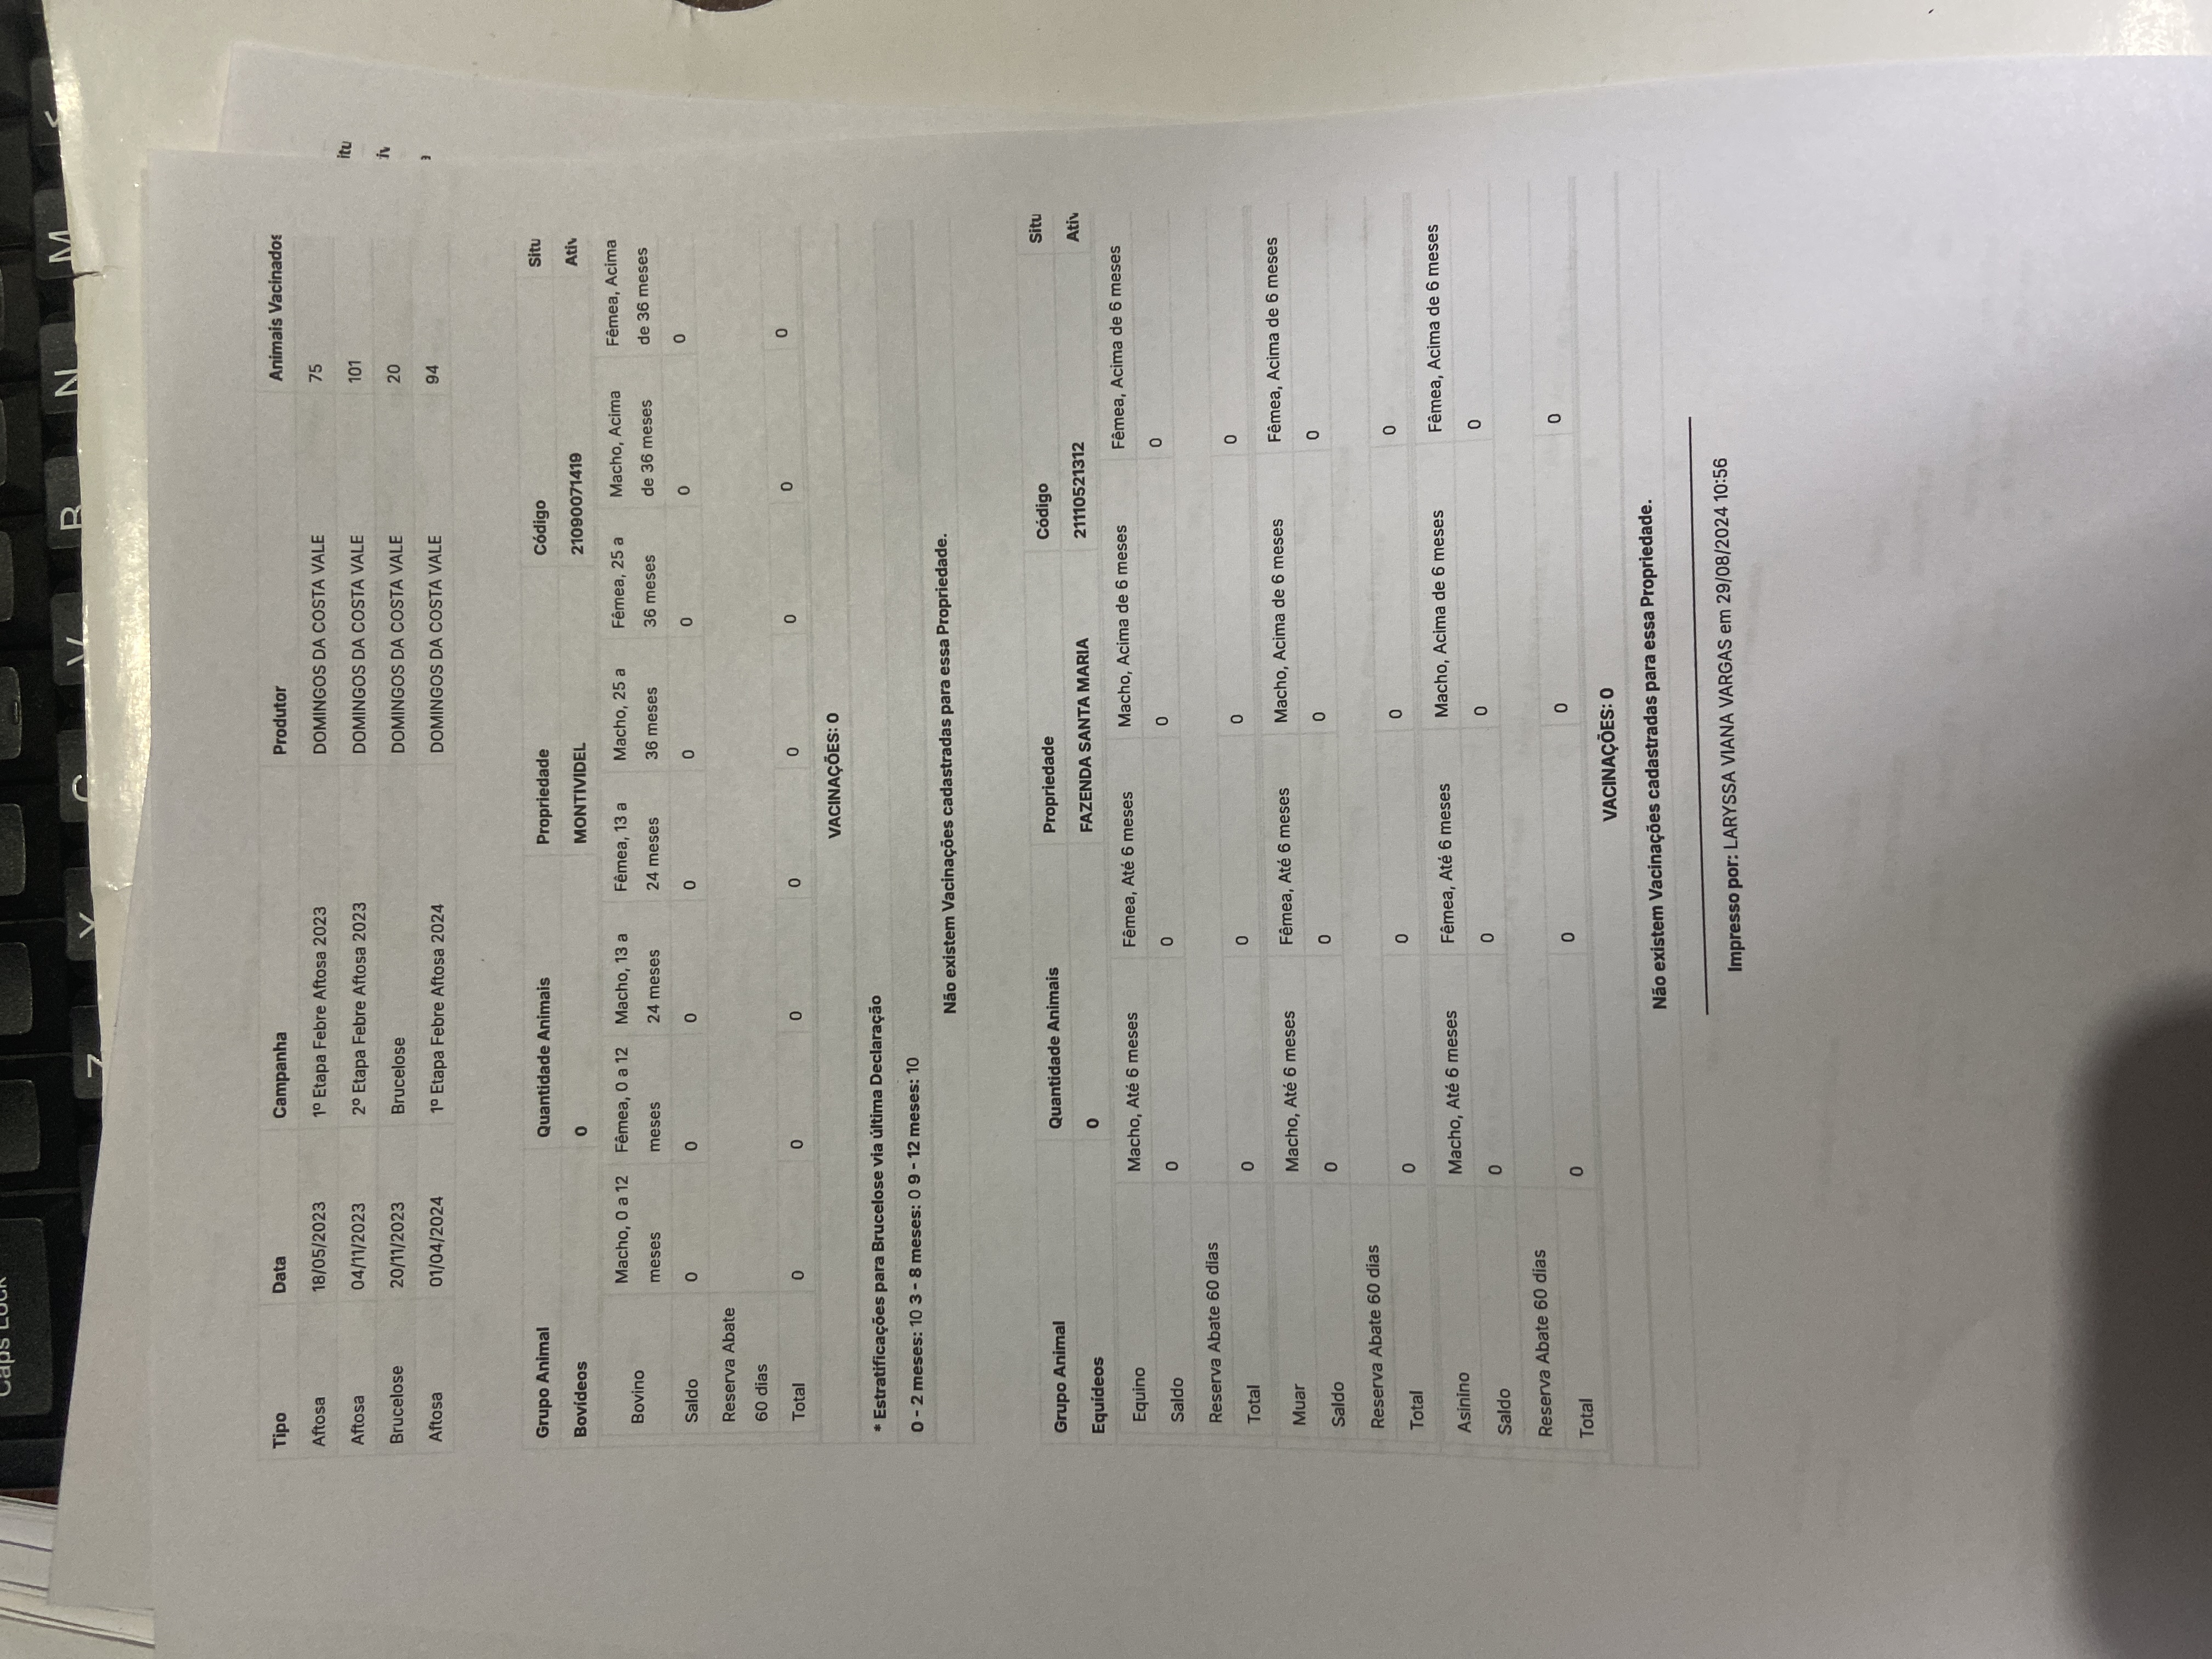 Caps Lock
Z X C V B N M <
Tipo Data Campanha Produtor Animais Vacinados
Aftosa 18/05/2023 1º Etapa Febre Aftosa 2023 DOMINGOS DA COSTA VALE 75
Aftosa 04/11/2023 2º Etapa Febre Aftosa 2023 DOMINGOS DA COSTA VALE 101
Brucelose 20/11/2023 Brucelose DOMINGOS DA COSTA VALE 20
Aftosa 01/04/2024 1º Etapa Febre Aftosa 2024 DOMINGOS DA COSTA VALE 94
itu
Grupo Animal Quantidade Animais Propriedade Código Situ
Bovídeos 0 MONTIVIDEL 21090071419 Ativ
Bovino Macho, 0 a 12 meses Fêmea, 0 a 12 meses Macho, 13 a 24 meses Fêmea, 13 a 24 meses Macho, 25 a 36 meses Fêmea, 25 a 36 meses Macho, Acima de 36 meses Fêmea, Acima de 36 meses
Saldo 0 0 0 0 0 0 0 0
Reserva Abate
60 dias
Total 0 0 0 0 0 0 0 0
VACINAÇÕES: 0
* Estratificações para Brucelose via última Declaração
0 - 2 meses: 10 3 - 8 meses: 0 9 - 12 meses: 10
Não existem Vacinações cadastradas para essa Propriedade.
Grupo Animal Quantidade Animais Propriedade Código Situ
Equídeos 0 FAZENDA SANTA MARIA 21110521312 Ativ
Equino Macho, Até 6 meses Fêmea, Até 6 meses Macho, Acima de 6 meses Fêmea, Acima de 6 meses
Saldo 0 0 0 0
Reserva Abate 60 dias
Total 0 0 0 0
Muar Macho, Até 6 meses Fêmea, Até 6 meses Macho, Acima de 6 meses Fêmea, Acima de 6 meses
Saldo 0 0 0 0
Reserva Abate 60 dias
Total 0 0 0 0
Asinino Macho, Até 6 meses Fêmea, Até 6 meses Macho, Acima de 6 meses Fêmea, Acima de 6 meses
Saldo 0 0 0 0
Reserva Abate 60 dias
Total 0 0 0 0
VACINAÇÕES: 0
Não existem Vacinações cadastradas para essa Propriedade.
Impresso por: LARYSSA VIANA VARGAS em 29/08/2024 10:56